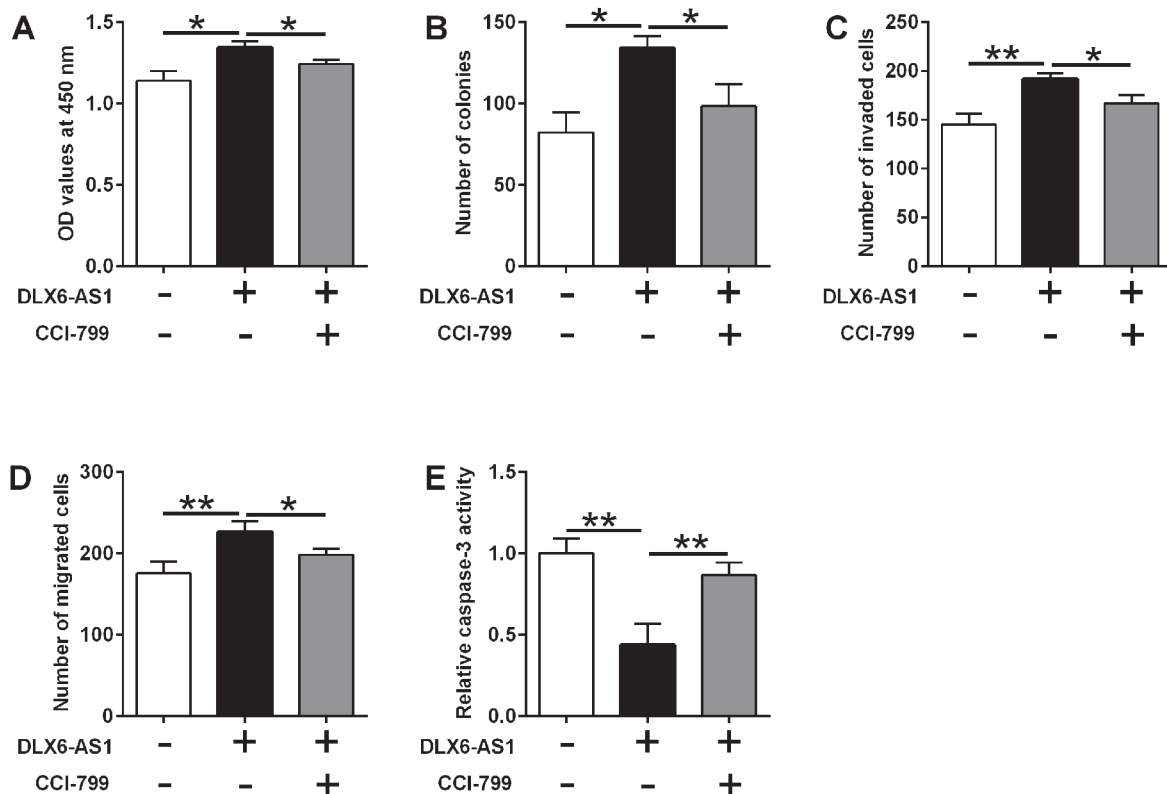 A
OD values at 450 nm
1.5
1.0
0.5
0.0
* *
DLX6-AS1 - + +
CCI-799 - - +
B
Number of colonies
150
100
50
0
* *
DLX6-AS1 - + +
CCI-799 - - +
C
Number of invaded cells
250
200
150
100
50
0
** *
DLX6-AS1 - + +
CCI-799 - - +
D
Number of migrated cells
300
200
100
0
** *
DLX6-AS1 - + +
CCI-799 - - +
E
Relative caspase-3 activity
1.5
1.0
0.5
0.0
** **
DLX6-AS1 - + +
CCI-799 - - +